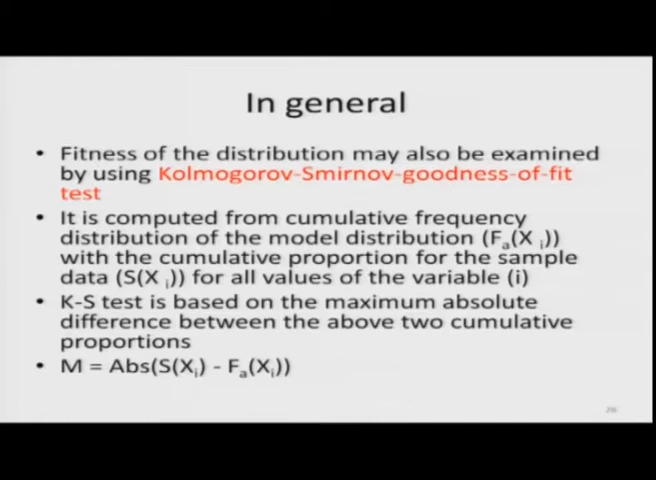 In general
• Fitness of the distribution may also be examined
by using Kolmogorov-Smirnov-goodness-of-fit
test
• It is computed from cumulative frequency
distribution of the model distribution (Fa(X i))
with the cumulative proportion for the sample
data (S(X i)) for all values of the variable (i)
• K-S test is based on the maximum absolute
difference between the above two cumulative
proportions
• M = Abs(S(Xi) - Fa(Xi))